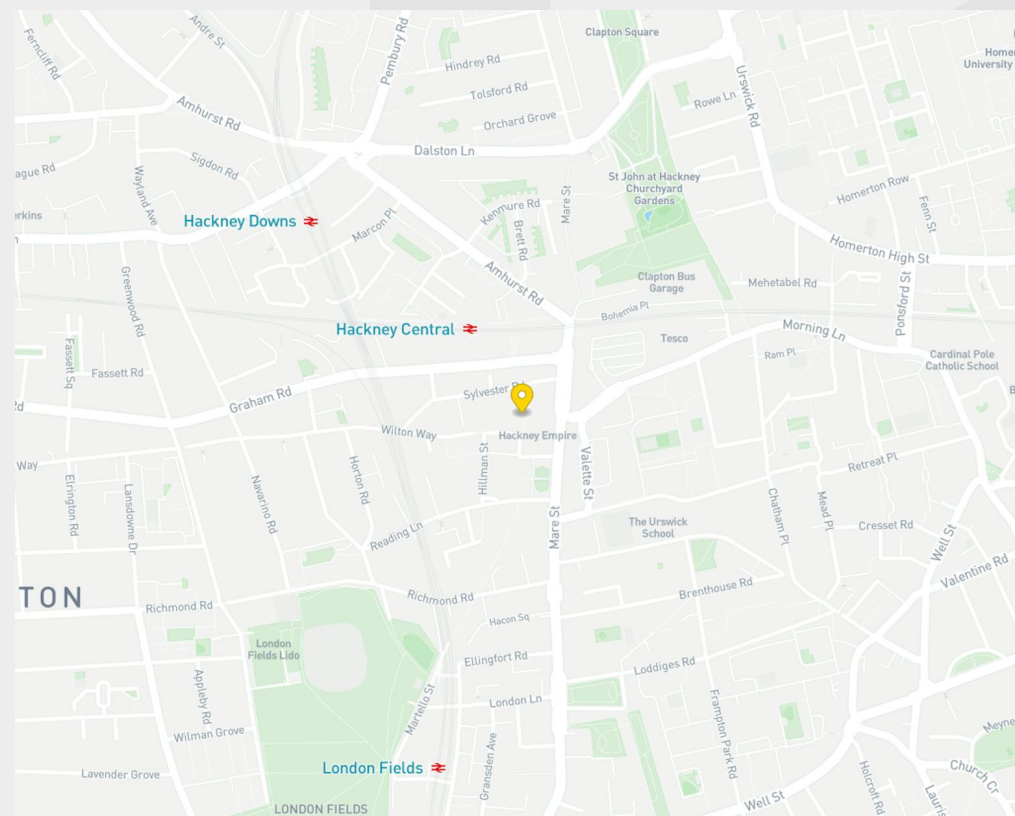 Andre St
Pembury Rd
Clapton Square
Ferncliff Rd
Hindrey Rd
Tolsford Rd
Orchard Grove
Rowe Ln
Urswick Rd
University
Amhurst Rd
Dalston Ln
Sigdon Rd
Wayland Ave
St John at Hackney
Churchyard
Gardens
Mare St
Kenmure Rd
Brett Rd
Marcon Pl
Hackney Downs
Homerton Row
Fenn St
Homerton High St
Greenwood Rd
Amhurst Rd
Clapton Bus
Garage
Mehetabel Rd
Ponsford St
Bohemia Pl
Hackney Central
Tesco
Morning Ln
Ram Pl
Cardinal Pole
Catholic School
Fassett Sq
Fassett Rd
Graham Rd
Sylvester Rd
Wilton Way
Hackney Empire
Way
Hillman St
Valette St
Retreat Pl
Elrington Rd
Lansdowne Dr
Navarino Rd
Horton Rd
Reading Ln
Mare St
The Urswick
School
Chatham Pl
Mead Pl
Cresset Rd
Well St
Valentine Rd
TON
Richmond Rd
Richmond Rd
Brenthouse Rd
Hacon Sq
London
Fields Lido
Ellingfort Rd
Loddiges Rd
Appleby Rd
Martello St
London Ln
Frampton Park Rd
Wilman Grove
Gransden Ave
Lavender Grove
London Fields
LONDON FIELDS
Well St
Holcroft Rd
Church Cr